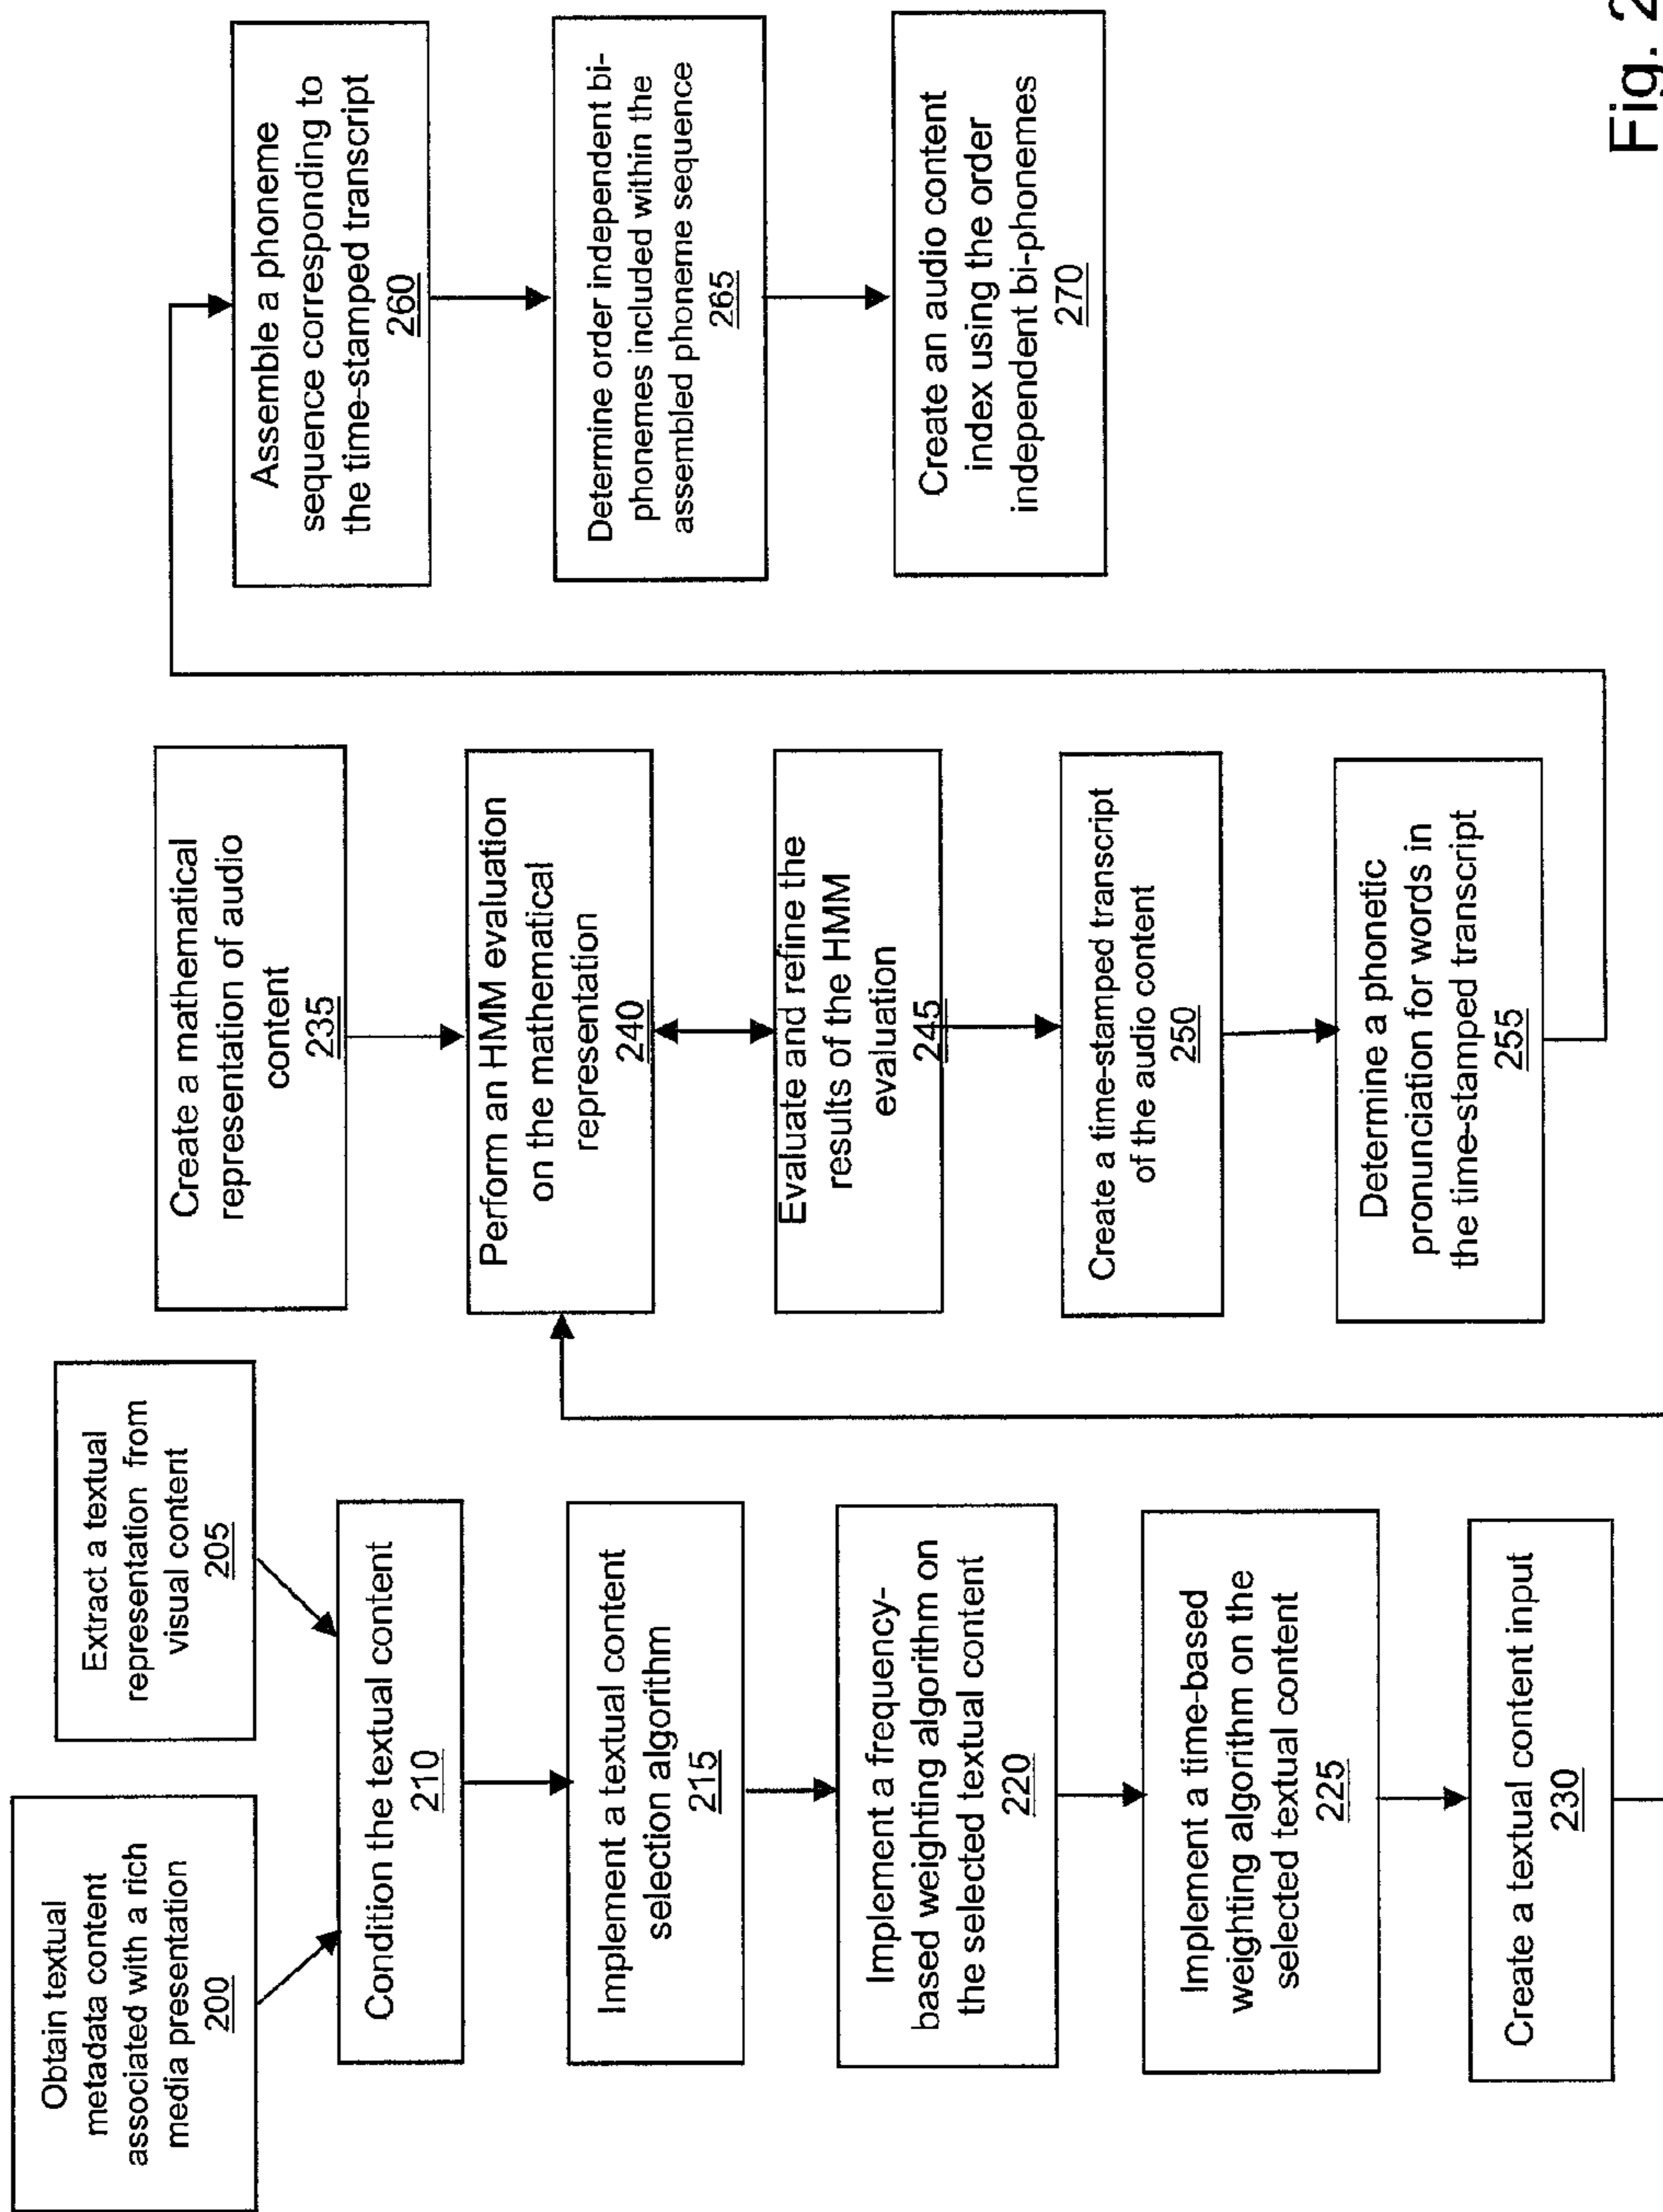 Obtain textual
metadata content
associated with a rich
media presentation
200
Extract a textual
representation from
visual content
205
Condition the textual content
210
Implement a textual content
selection algorithm
215
Implement a frequency-
based weighting algorithm on
the selected textual content
220
Implement a time-based
weighting algorithm on the
selected textual content
225
Create a textual content input
230
Create a mathematical
representation of audio
content
235
Perform an HMM evaluation
on the mathematical
representation
240
Evaluate and refine the
results of the HMM
evaluation
245
Create a time-stamped transcript
of the audio content
250
Determine a phonetic
pronunciation for words in
the time-stamped transcript
255
Assemble a phoneme
sequence corresponding to
the time-stamped transcript
260
Determine order independent bi-
phonemes included within the
assembled phoneme sequence
265
Create an audio content
index using the order
independent bi-phonemes
270
Fig. 2